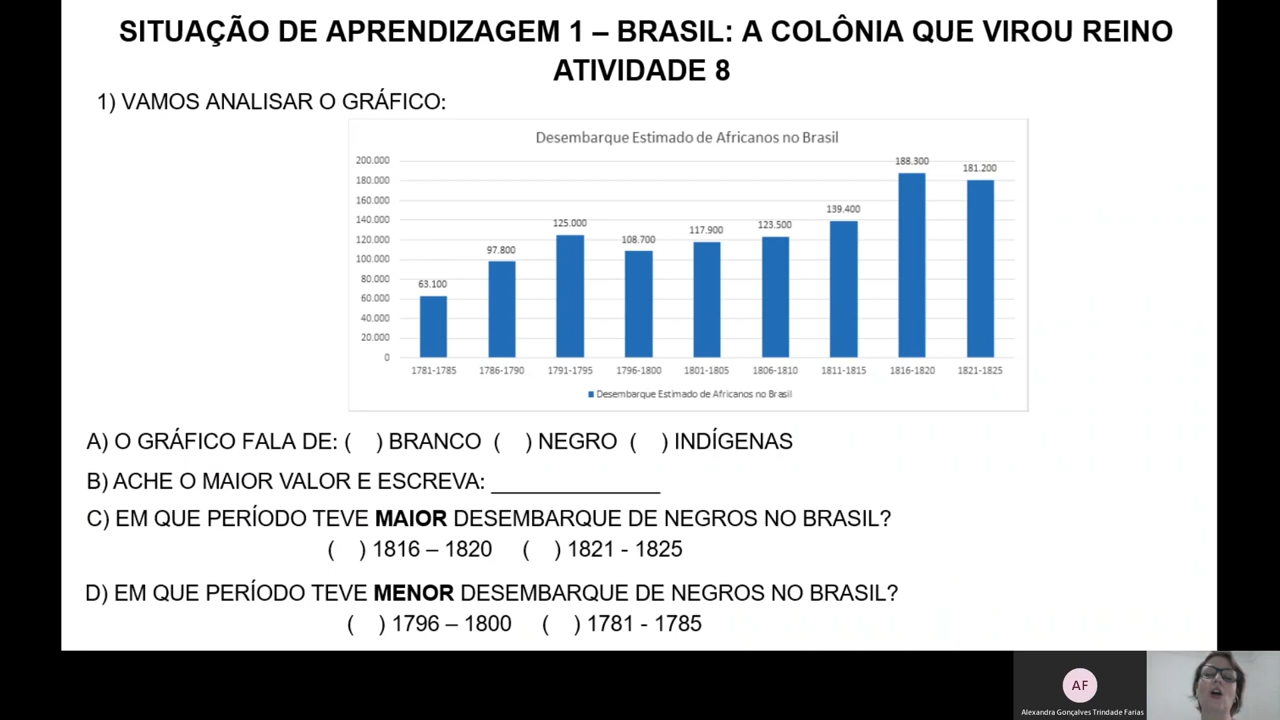 SITUAÇÃO DE APRENDIZAGEM 1 – BRASIL: A COLÔNIA QUE VIROU REINO
ATIVIDADE 8
1) VAMOS ANALISAR O GRÁFICO:
Desembarque Estimado de Africanos no Brasil
200.000
180.000
160.000
140.000
120.000
100.000
80.000
60.000
40.000
20.000
0
63.100
97.800
125.000
108.700
117.900
123.500
139.400
188.300
181.200
1781-1785 1786-1790 1791-1795 1796-1800 1801-1805 1806-1810 1811-1815 1816-1820 1821-1825
Desembarque Estimado de Africanos no Brasil
A) O GRÁFICO FALA DE: ( ) BRANCO ( ) NEGRO ( ) INDÍGENAS
B) ACHE O MAIOR VALOR E ESCREVA: ______________
C) EM QUE PERÍODO TEVE MAIOR DESEMBARQUE DE NEGROS NO BRASIL?
( ) 1816 – 1820 ( ) 1821 - 1825
D) EM QUE PERÍODO TEVE MENOR DESEMBARQUE DE NEGROS NO BRASIL?
( ) 1796 – 1800 ( ) 1781 - 1785
AF
Alexandra Gonçalves Trindade Farias